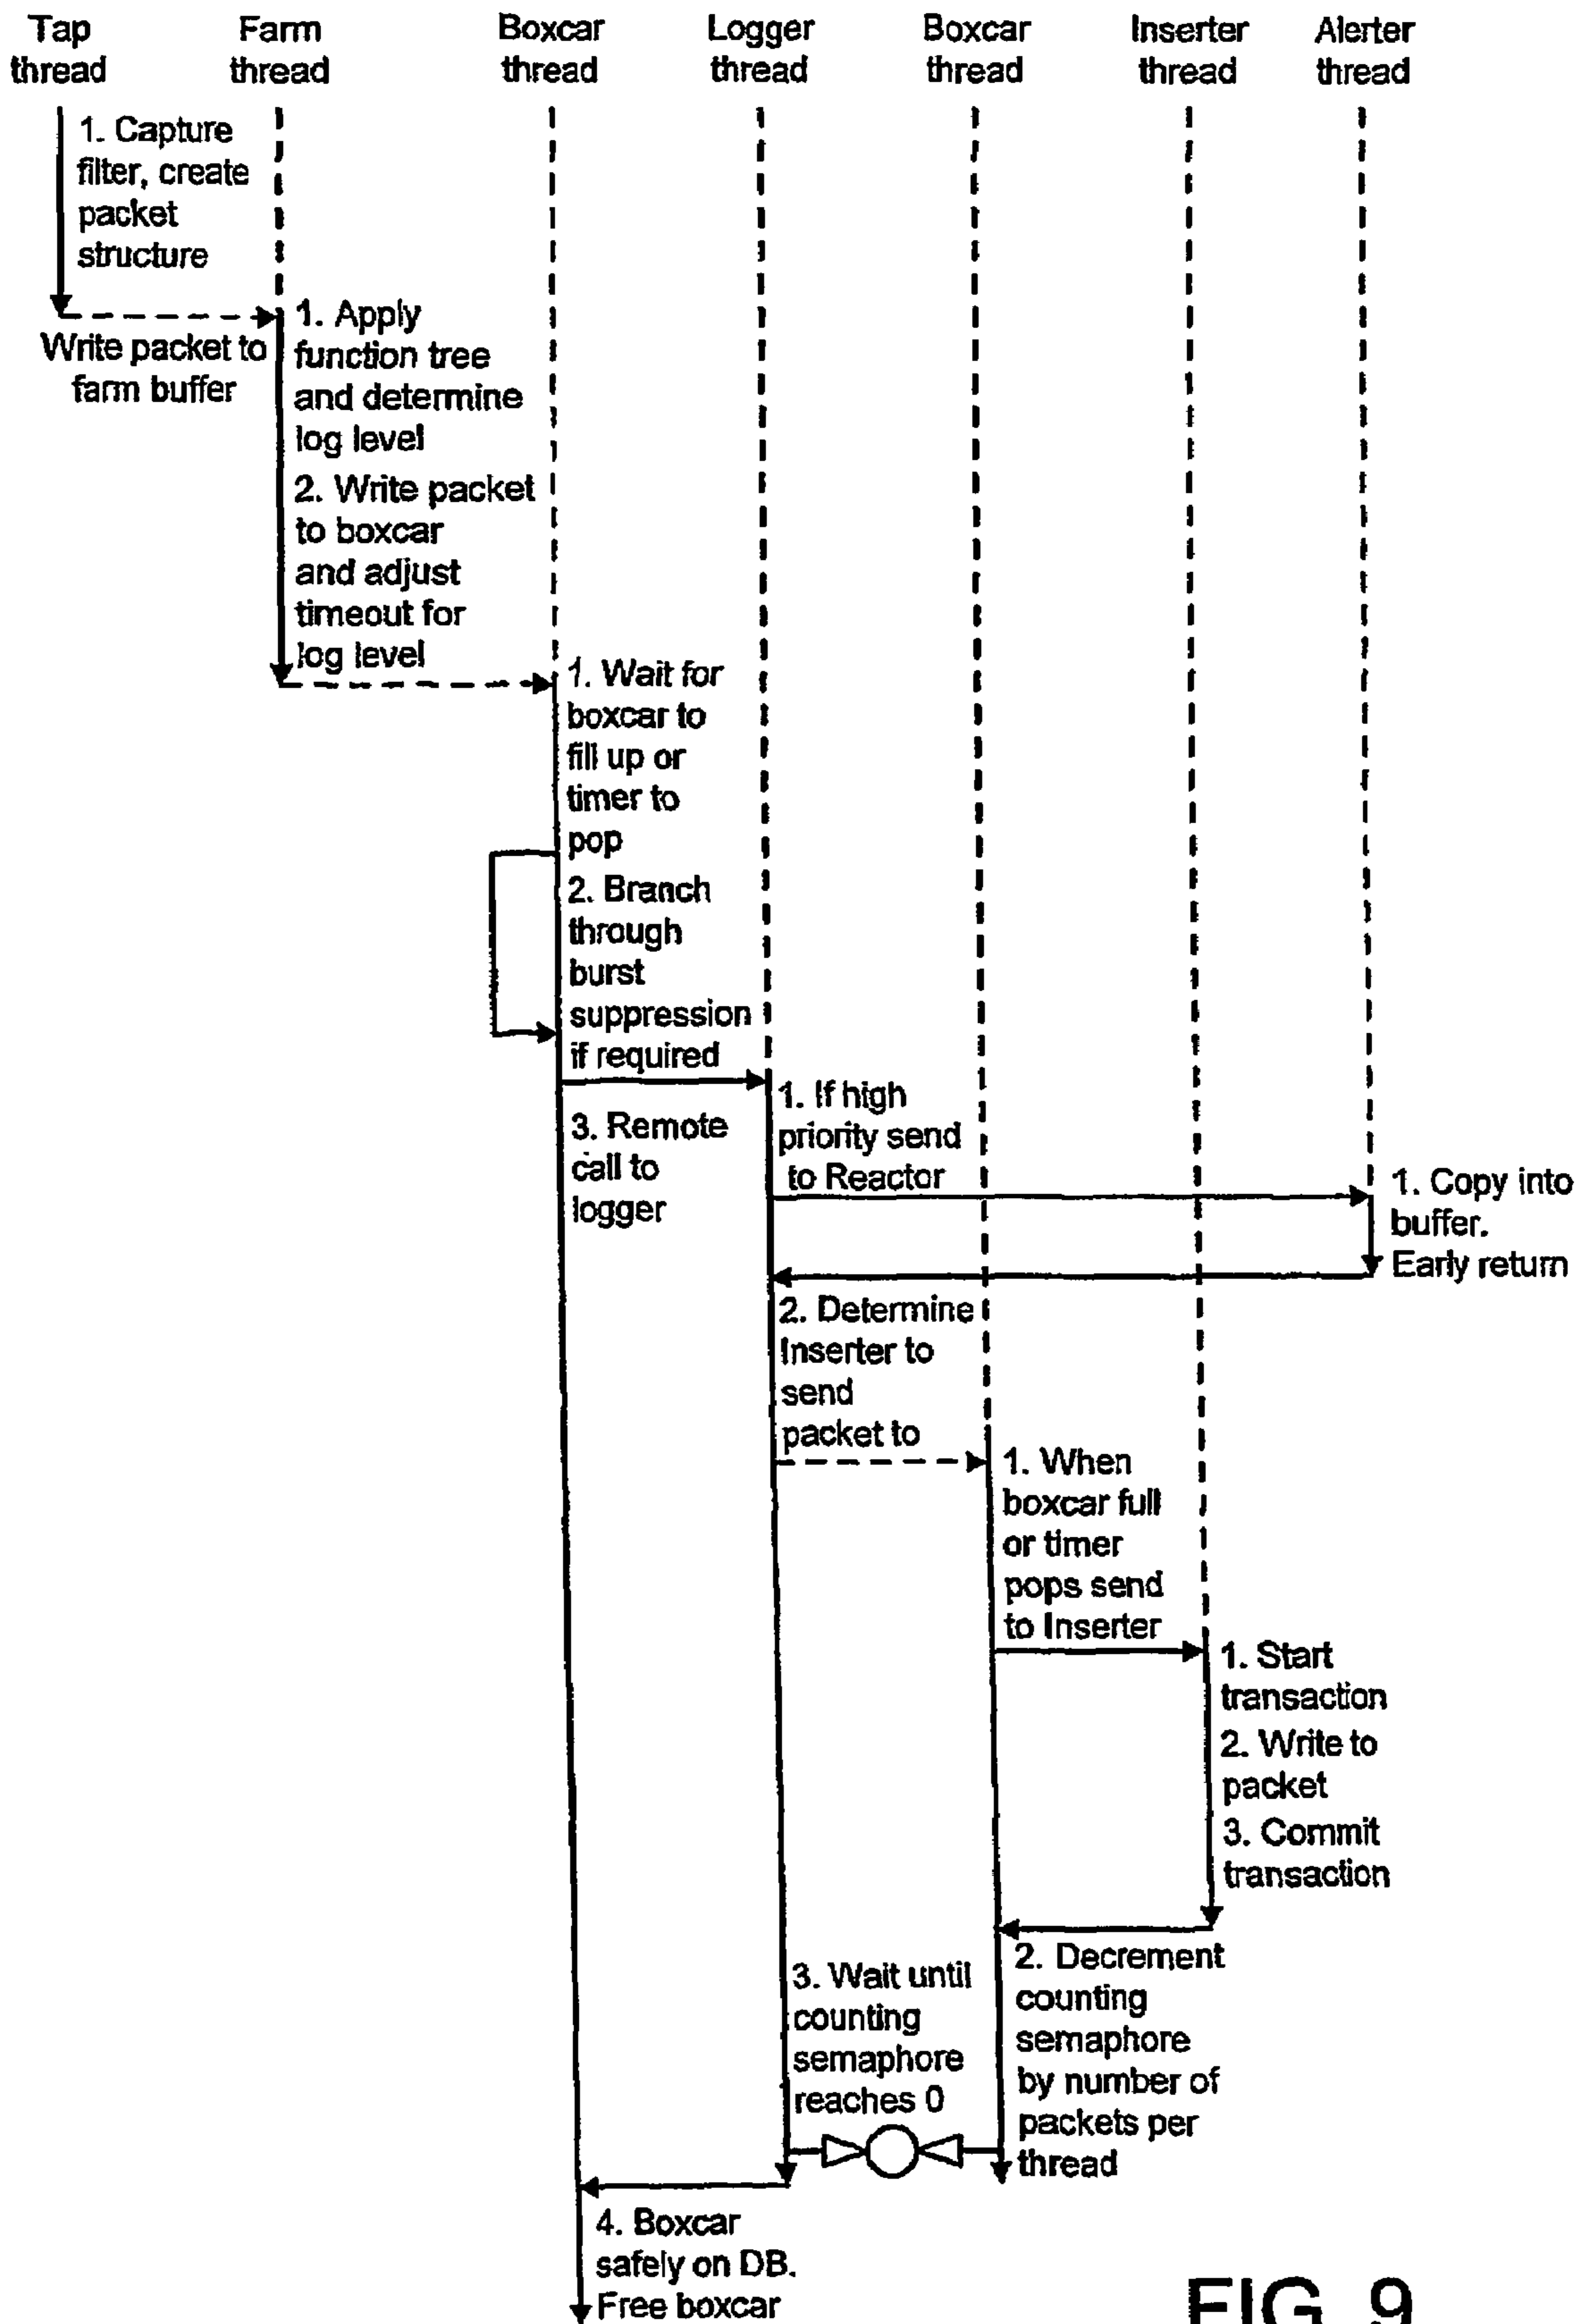 Tap
thread
Farm
thread
Boxcar
thread
Logger
thread
Boxcar
thread
Inserter
thread
Alerter
thread
1. Capture
filter, create
packet
structure
Write packet to
farm buffer
1. Apply
function tree
and determine
log level
2. Write packet
to boxcar
and adjust
timeout for
log level
1. Wait for
boxcar to
fill up or
timer to
pop
2. Branch
through
burst
suppression
if required
3. Remote
call to
logger
1. If high
priority send
to Reactor
1. Copy into
buffer.
Early return
2. Determine
Inserter to
send
packet to
1. When
boxcar full
or timer
pops send
to Inserter
1. Start
transaction
2. Write to
packet
3. Commit
transaction
2. Decrement
counting
semaphore
by number of
packets per
thread
3. Wait until
counting
semaphore
reaches 0
4. Boxcar
safely on DB.
Free boxcar
FIG. 9